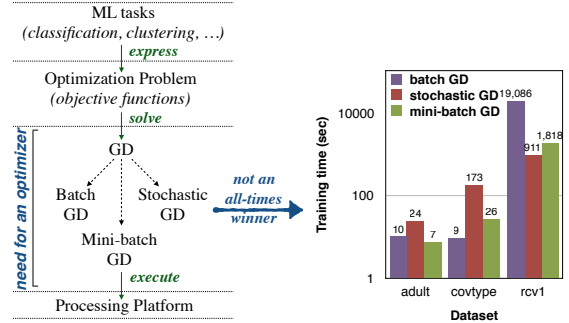 ML tasks
(classification, clustering, …)
express
Optimization Problem
(objective functions)
solve
need for an optimizer
GD
Batch
GD
Stochastic
GD
Mini-batch
GD
execute
Processing Platform
not an
all-times
winner
batch GD
stochastic GD
mini-batch GD
Training time (sec)
10000
100
1
10
24
7
9
173
26
19,086
911
1,818
adult
covtype
rcv1
Dataset